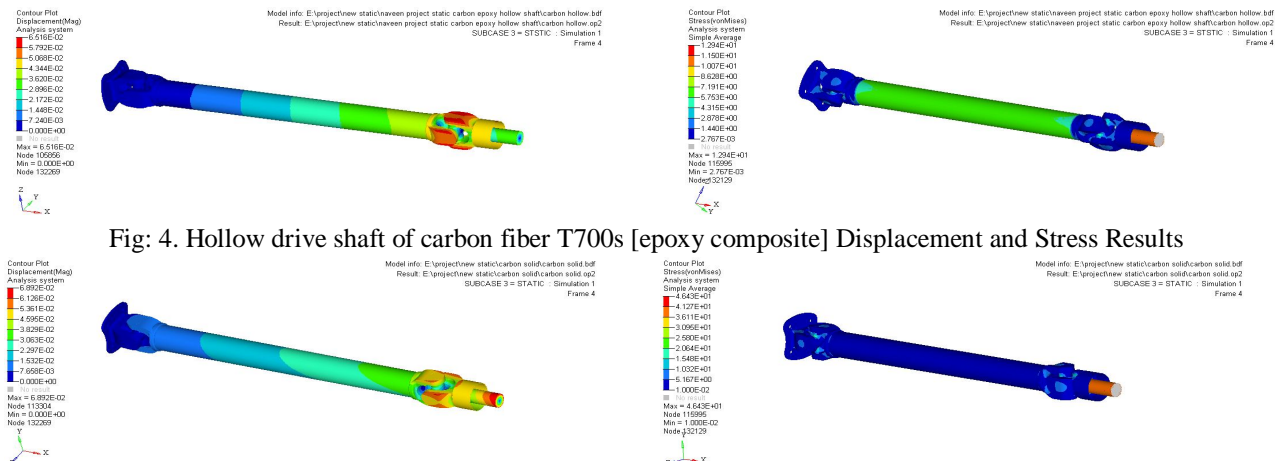 Contour Plot
Displacement(Mag)
Analysis system
6.516E-02
5.792E-02
5.068E-02
4.344E-02
3.620E-02
2.896E-02
2.172E-02
1.448E-02
7.240E-03
0.000E+00
No result
Max = 6.516E-02
Node 105856
Min = 0.000E+00
Node 132269
Z
Y
X
Model info: E:\project\new static\naveen project static carbon epoxy hollow shaft\carbon hollow.bdf
Result: E:\project\new static\naveen project static carbon epoxy hollow shaft\carbon hollow.op2
SUBCASE 3 = STSTIC : Simulation 1
Frame 4
Contour Plot
Stress(vonMises)
Analysis system
Simple Average
1.294E+01
1.150E+01
1.007E+01
8.628E+00
7.191E+00
5.753E+00
4.315E+00
2.878E+00
1.440E+00
2.767E-03
No result
Max = 1.294E+01
Node 115995
Min = 2.767E-03
Node 132129
Z
Y
X
Model info: E:\project\new static\naveen project static carbon epoxy hollow shaft\carbon hollow.bdf
Result: E:\project\new static\naveen project static carbon epoxy hollow shaft\carbon hollow.op2
SUBCASE 3 = STSTIC : Simulation 1
Frame 4
Fig: 4. Hollow drive shaft of carbon fiber T700s [epoxy composite] Displacement and Stress Results
Contour Plot
Displacement(Mag)
Analysis system
6.892E-02
6.126E-02
5.361E-02
4.595E-02
3.829E-02
3.063E-02
2.297E-02
1.532E-02
7.658E-03
0.000E+00
No result
Max = 6.892E-02
Node 113304
Min = 0.000E+00
Node 132269
Y
X
Model info: E:\project\new static\carbon solid\carbon solid.bdf
Result: E:\project\new static\carbon solid\carbon solid.op2
SUBCASE 3 = STATIC : Simulation 1
Frame 4
Contour Plot
Stress(vonMises)
Analysis system
Simple Average
4.643E+01
4.127E+01
3.611E+01
3.095E+01
2.580E+01
2.064E+01
1.548E+01
1.032E+01
5.167E+00
1.000E-02
No result
Max = 4.643E+01
Node 115995
Min = 1.000E-02
Node 132129
Y
X
Model info: E:\project\new static\carbon solid\carbon solid.bdf
Result: E:\project\new static\carbon solid\carbon solid.op2
SUBCASE 3 = STATIC : Simulation 1
Frame 4